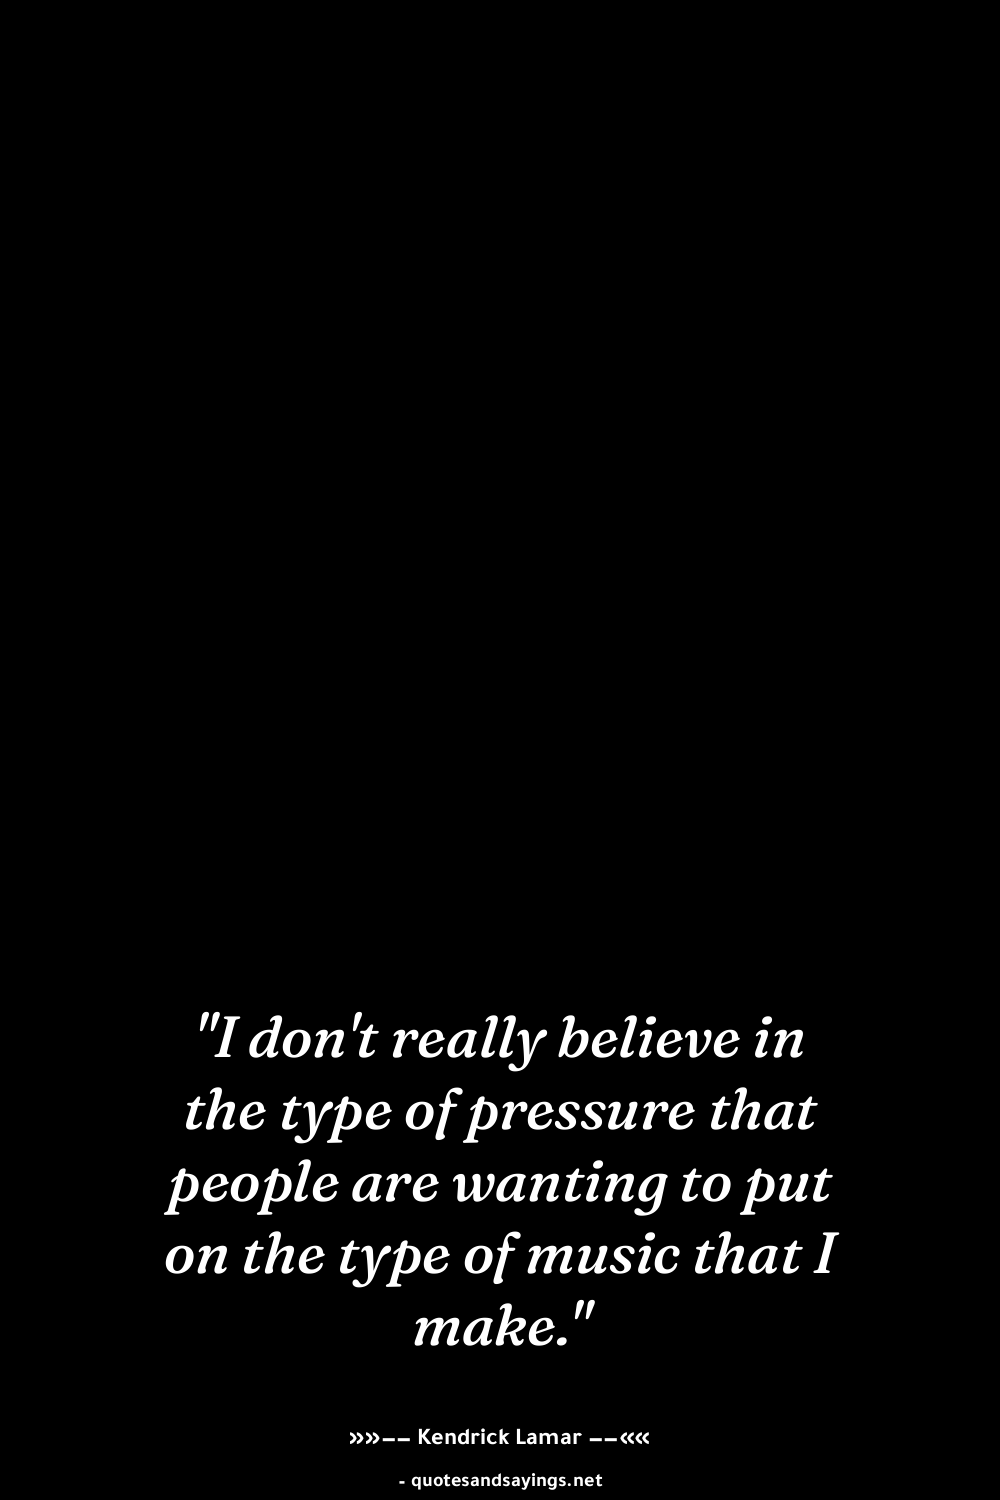 "I don't really believe in
the type of pressure that
people are wanting to put
on the type of music that I
make."
»»−− Kendrick Lamar −−««
- quotesandsayings.net